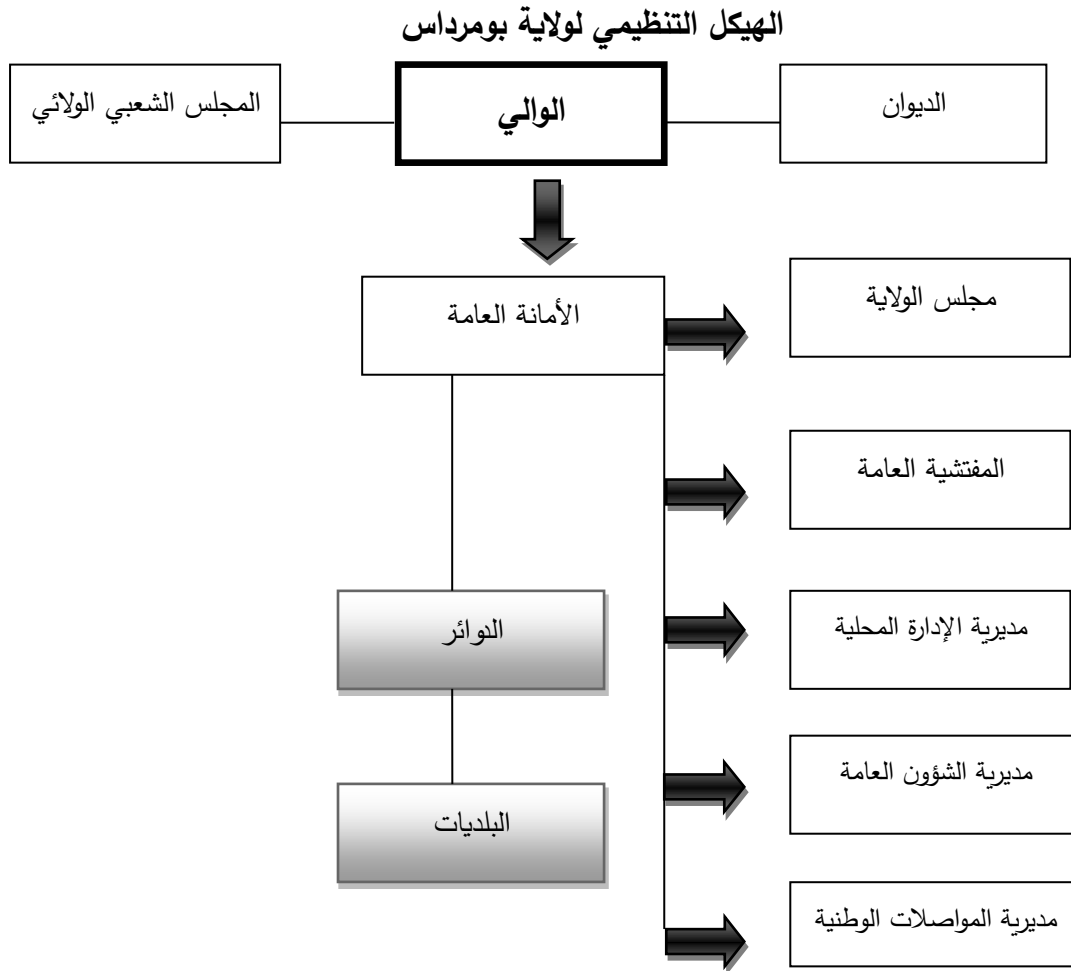 الهيكل التنظيمي لولاية بومرداس
الديوان
الوالي
المجلس الشعبي الولائي
الأمانة العامة
مجلس الولاية
المفتشية العامة
الدوائر
مديرية الإدارة المحلية
مديرية الشؤون العامة
البلديات
مديرية المواصلات الوطنية